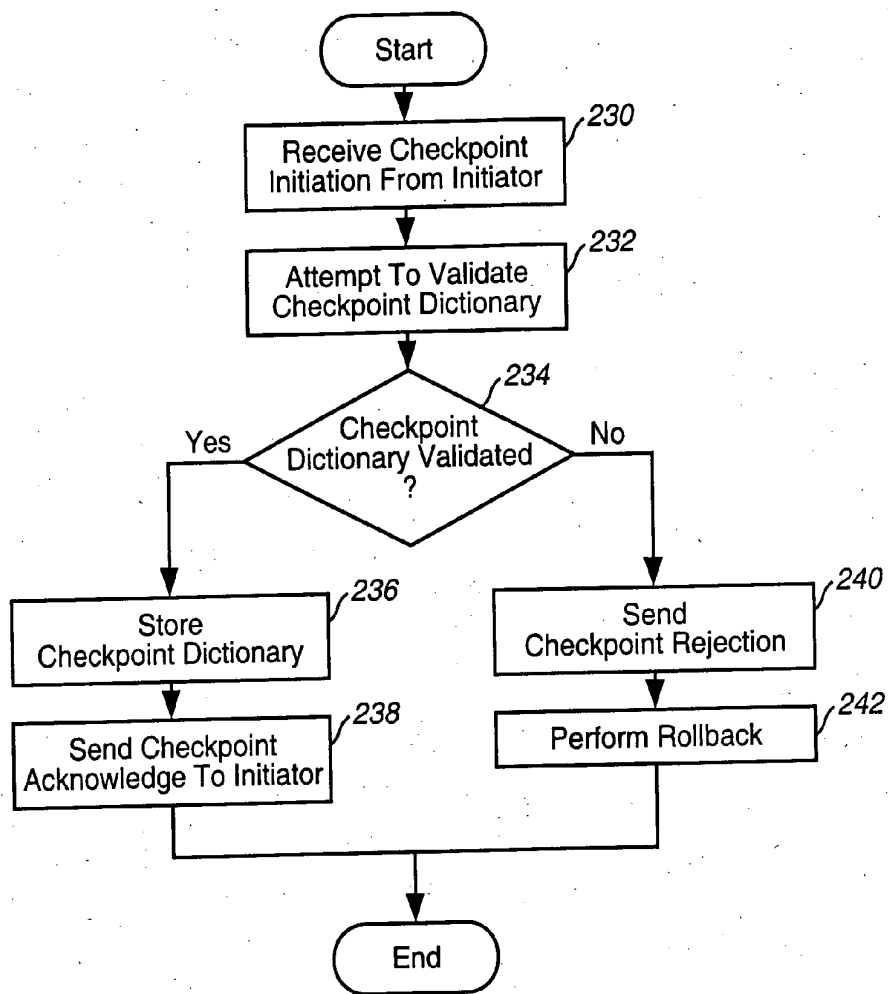 Start
230
Receive Checkpoint
Initiation From Initiator
232
Attempt To Validate
Checkpoint Dictionary
234
Checkpoint
Dictionary Validated
?
Yes
No
236
Store
Checkpoint Dictionary
238
Send Checkpoint
Acknowledge To Initiator
240
Send
Checkpoint Rejection
242
Perform Rollback
End